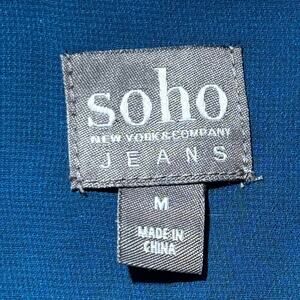 soho
NEW YORK & COMPANY
JEANS
M
MADE IN
CHINA